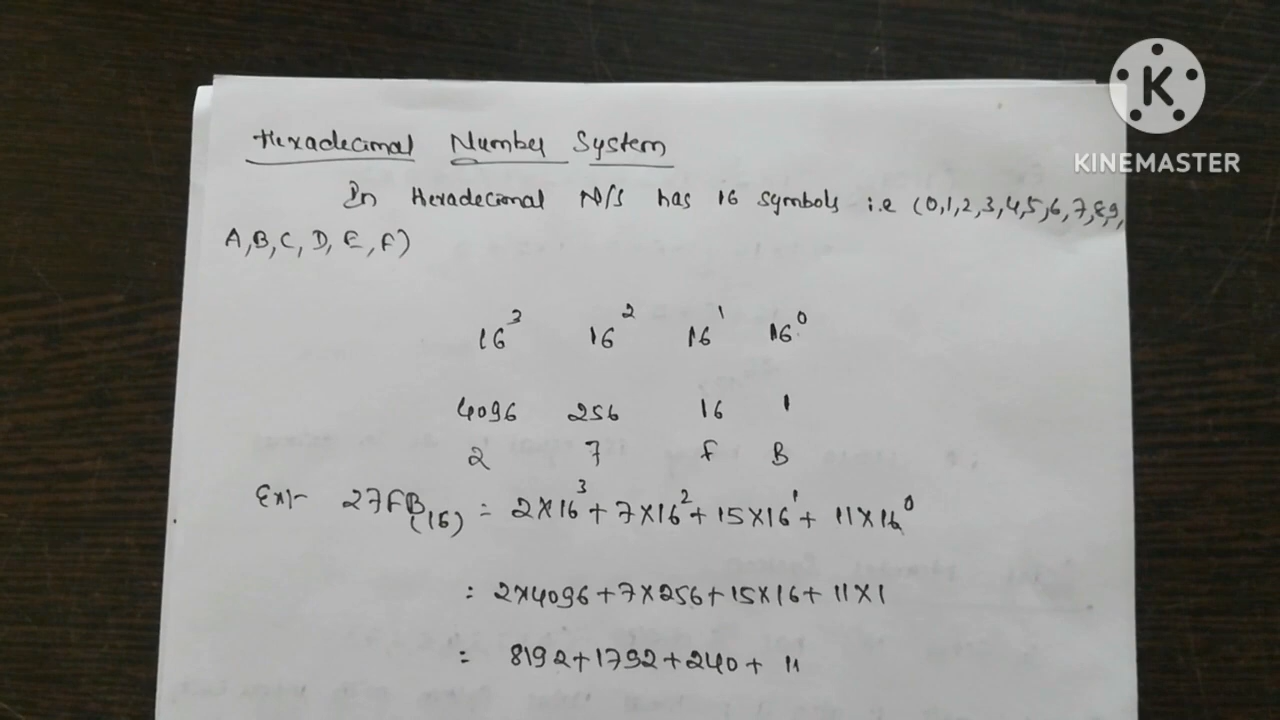 Hexadecimal Number System
KINEMASTER
In Hexadecimal N/S has 16 symbols i.e (0,1,2,3,4,5,6,7,8,9,
A,B,C,D,E,F)
16³ 16² 16¹ 16⁰
4096 256 16 1
2 7 F B
Ex:- 27FB(16) = 2×16³+7×16²+15×16¹+ 11×16⁰
= 2×4096+7×256+15×16+ 11×1
= 8192+1792+240+ 11